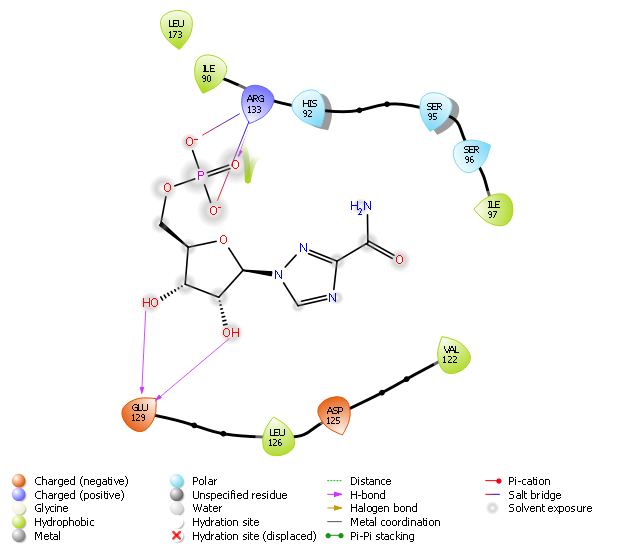 LEU
173
ILE
90
ARG
133
HIS
92
SER
95
SER
96
ILE
97
O-
P
O
O
O-
H2N
O
N
O
N
N
HO
OH
VAL
122
GLU
129
ASP
125
LEU
126
Charged (negative)
Polar
Distance
Pi-cation
Charged (positive)
Unspecified residue
H-bond
Salt bridge
Glycine
Water
Halogen bond
Solvent exposure
Hydrophobic
Hydration site
Metal coordination
Metal
Hydration site (displaced)
Pi-Pi stacking